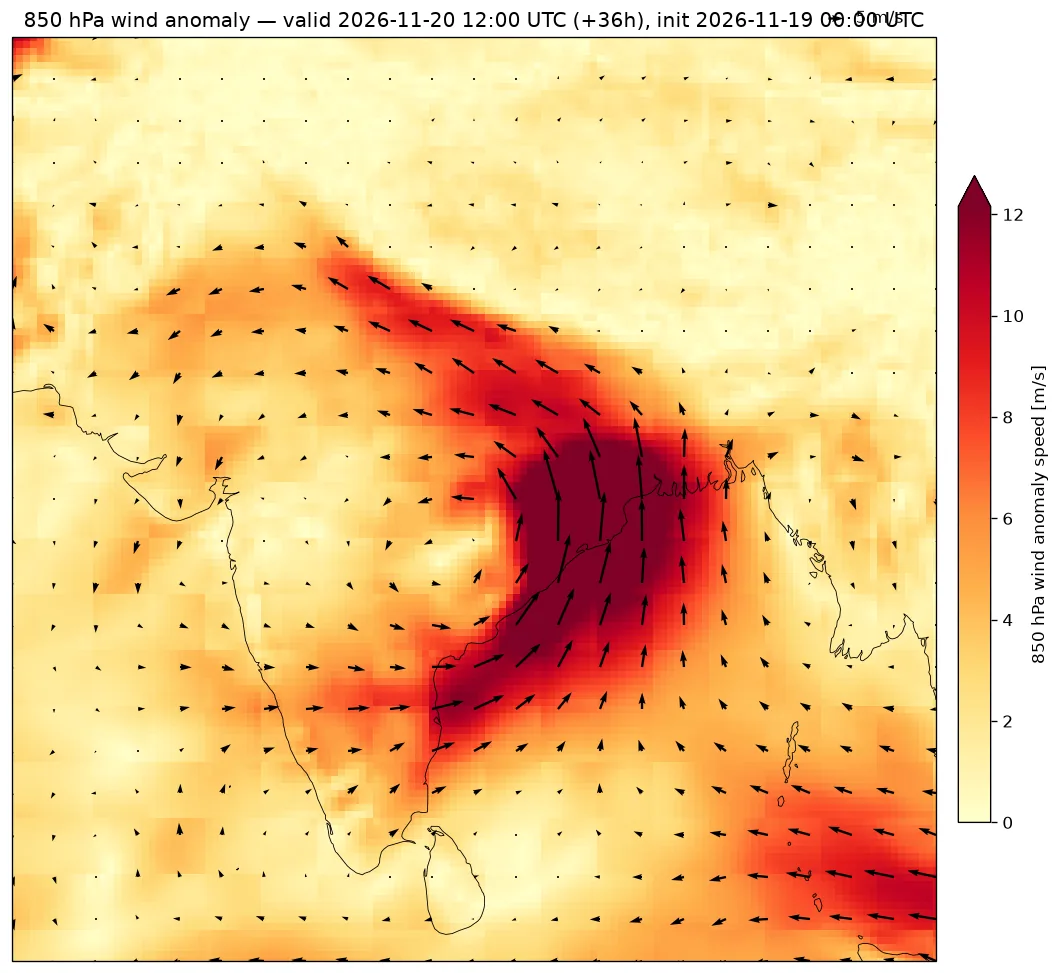 850 hPa wind anomaly — valid 2026-11-20 12:00 UTC (+36h), init 2026-11-19 00:00 UTC
5 m/s
12
10
8
6
4
2
0
850 hPa wind anomaly speed [m/s]